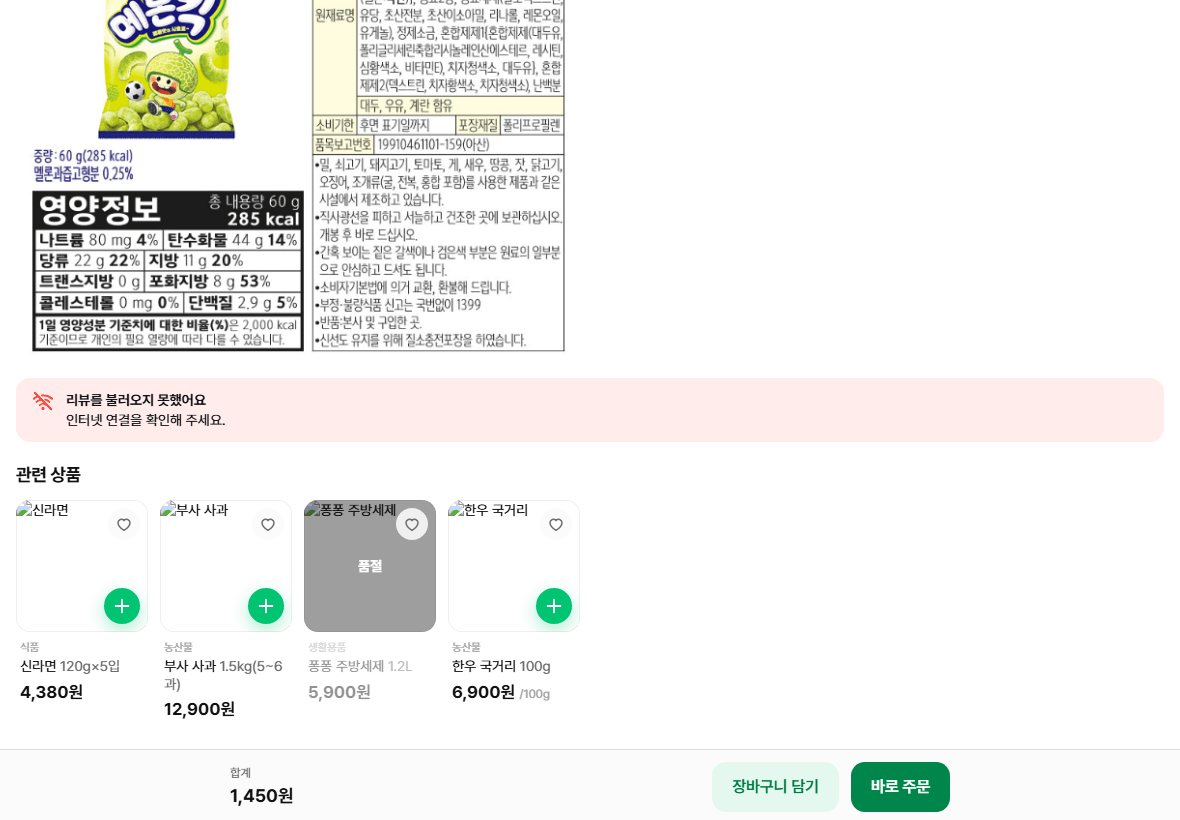 메론킥
중량:60 g(285 kcal)
멜론과즙고형분 0.25%
영양정보
총 내용량 60 g
285 kcal
나트륨 80 mg 4% 탄수화물 44 g 14%
당류 22 g 22% 지방 11 g 20%
트랜스지방 0 g 포화지방 8 g 53%
콜레스테롤 0 mg 0% 단백질 2.9 g 5%
1일 영양성분 기준치에 대한 비율(%)은 2,000 kcal
기준이므로 개인의 필요 열량에 따라 다를 수 있습니다.
원재료명
유당, 초산전분, 초산이소아밀, 리나롤, 레몬오일,
유게놀), 정제소금, 혼합제제1{혼합제제(대두유,
폴리글리세린축합리시놀레인산에스테르, 레시틴,
심황색소, 비타민E), 치자청색소, 대두유}, 혼합
제제2(덱스트린, 치자황색소, 치자청색소), 난백분
대두, 우유, 계란 함유
소비기한 후면 표기일까지 포장재질 폴리프로필렌
품목보고번호 19910461101-159(아산)
•밀, 쇠고기, 돼지고기, 토마토, 게, 새우, 땅콩, 잣, 닭고기,
오징어, 조개류(굴, 전복, 홍합 포함)를 사용한 제품과 같은
시설에서 제조하고 있습니다.
•직사광선을 피하고 서늘하고 건조한 곳에 보관하십시오.
개봉 후 바로 드십시오.
•간혹 보이는 짙은 갈색이나 검은색 부분은 원료의 일부분
으로 안심하고 드셔도 됩니다.
•소비자기본법에 의거 교환, 환불해 드립니다.
•부정·불량식품 신고는 국번없이 1399
•반품:본사 및 구입한 곳.
•신선도 유지를 위해 질소충전포장을 하였습니다.
리뷰를 불러오지 못했어요
인터넷 연결을 확인해 주세요.
관련 상품
신라면
부사 사과
퐁퐁 주방세제
한우 국거리
품절
식품
신라면 120g×5입
4,380원
농산물
부사 사과 1.5kg(5~6
과)
12,900원
생활용품
퐁퐁 주방세제 1.2L
5,900원
농산물
한우 국거리 100g
6,900원 /100g
합계
1,450원
장바구니 담기
바로 주문